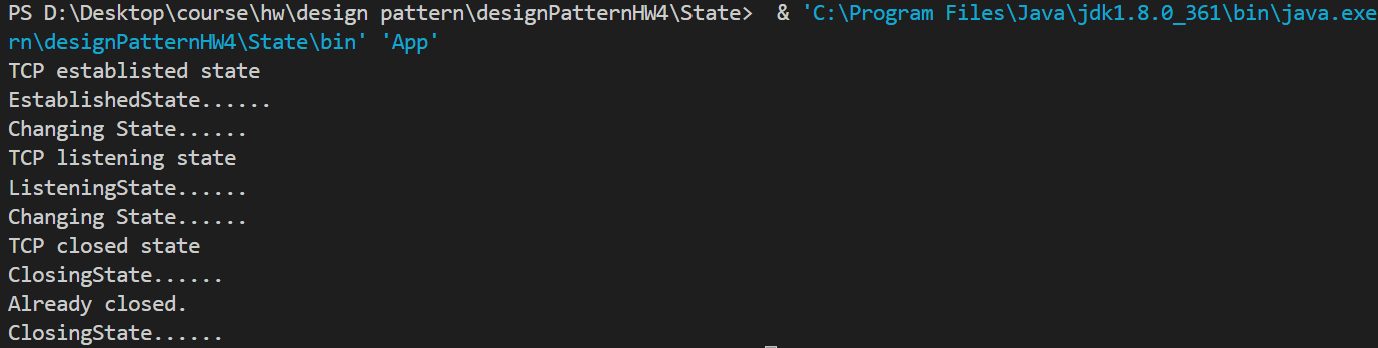 PS D:\Desktop\course\hw\design pattern\designPatternHW4\State>  & 'C:\Program Files\Java\jdk1.8.0_361\bin\java.exe
rn\designPatternHW4\State\bin' 'App'
TCP establisted state
EstablishedState......
Changing State......
TCP listening state
ListeningState......
Changing State......
TCP closed state
ClosingState......
Already closed.
ClosingState......